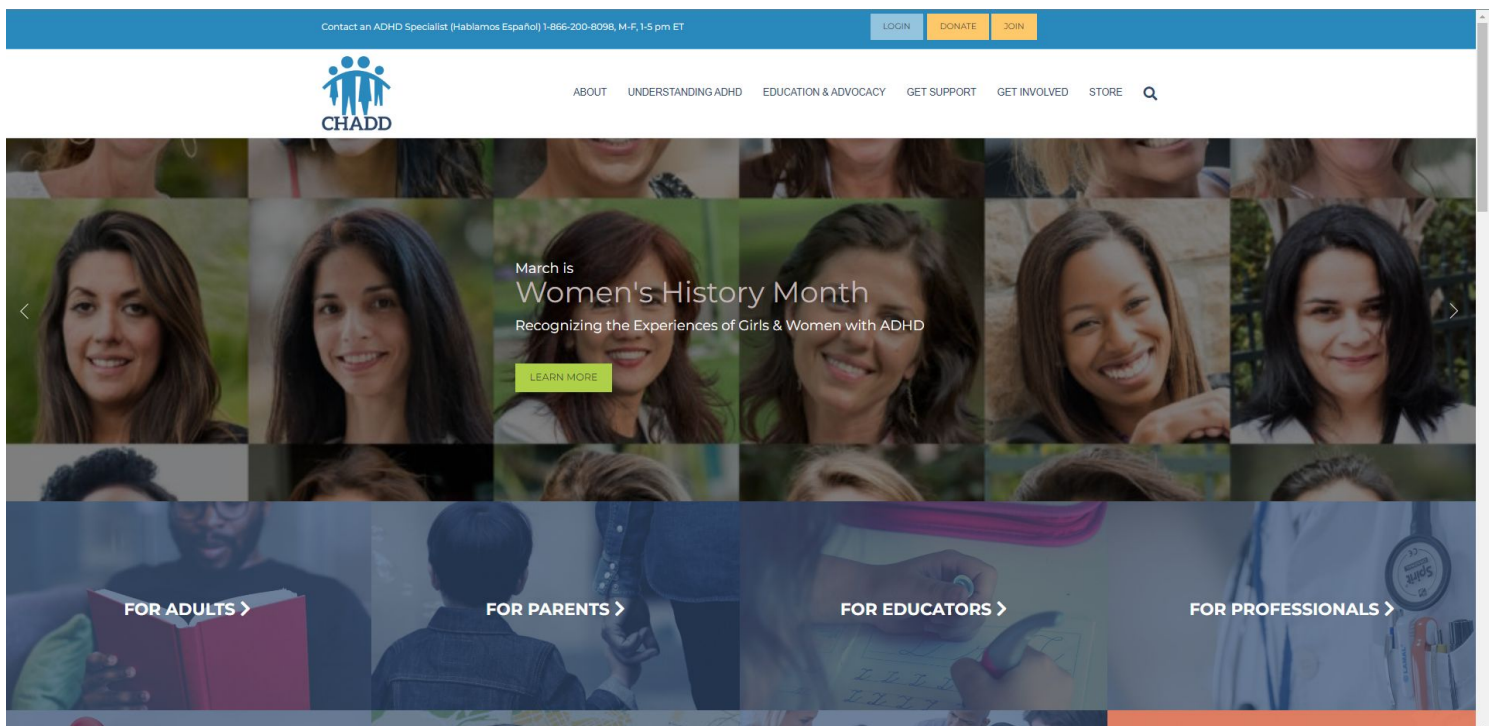 Contact an ADHD Specialist (Hablamos Español) 1-866-200-8098, M-F, 1-5 pm ET
LOGIN
DONATE
JOIN
CHADD
ABOUT
UNDERSTANDING ADHD
EDUCATION & ADVOCACY
GET SUPPORT
GET INVOLVED
STORE
March is
Women's History Month
Recognizing the Experiences of Girls & Women with ADHD
LEARN MORE
FOR ADULTS
FOR PARENTS
FOR EDUCATORS
FOR PROFESSIONALS
Spirit